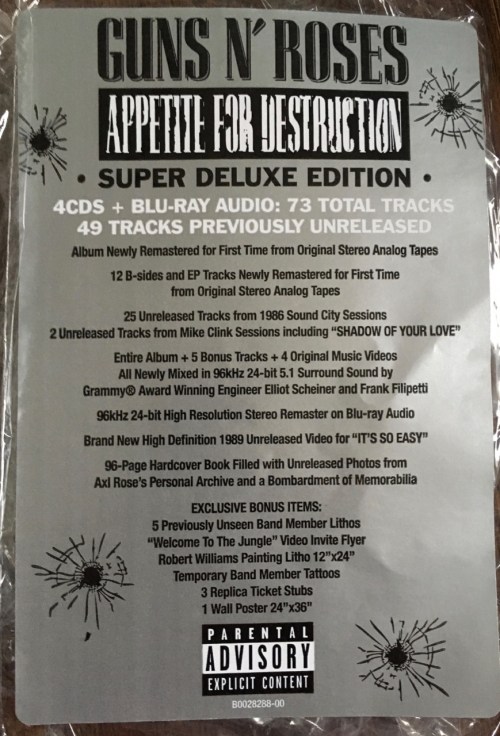 GUNS N' ROSES
APPETITE FOR DESTRUCTION
• SUPER DELUXE EDITION •
4CDS + BLU-RAY AUDIO: 73 TOTAL TRACKS
49 TRACKS PREVIOUSLY UNRELEASED
Album Newly Remastered for First Time from Original Stereo Analog Tapes
12 B-sides and EP Tracks Newly Remastered for First Time
from Original Stereo Analog Tapes
25 Unreleased Tracks from 1986 Sound City Sessions
2 Unreleased Tracks from Mike Clink Sessions including "SHADOW OF YOUR LOVE"
Entire Album + 5 Bonus Tracks + 4 Original Music Videos
All Newly Mixed in 96kHz 24-bit 5.1 Surround Sound by
Grammy® Award Winning Engineer Elliot Scheiner and Frank Filipetti
96kHz 24-bit High Resolution Stereo Remaster on Blu-ray Audio
Brand New High Definition 1989 Unreleased Video for "IT'S SO EASY"
96-Page Hardcover Book Filled with Unreleased Photos from
Axl Rose's Personal Archive and a Bombardment of Memorabilia
EXCLUSIVE BONUS ITEMS:
5 Previously Unseen Band Member Lithos
"Welcome To The Jungle" Video Invite Flyer
Robert Williams Painting Litho 12"x24"
Temporary Band Member Tattoos
3 Replica Ticket Stubs
1 Wall Poster 24"x36"
PARENTAL
ADVISORY
EXPLICIT CONTENT
B0028288-00